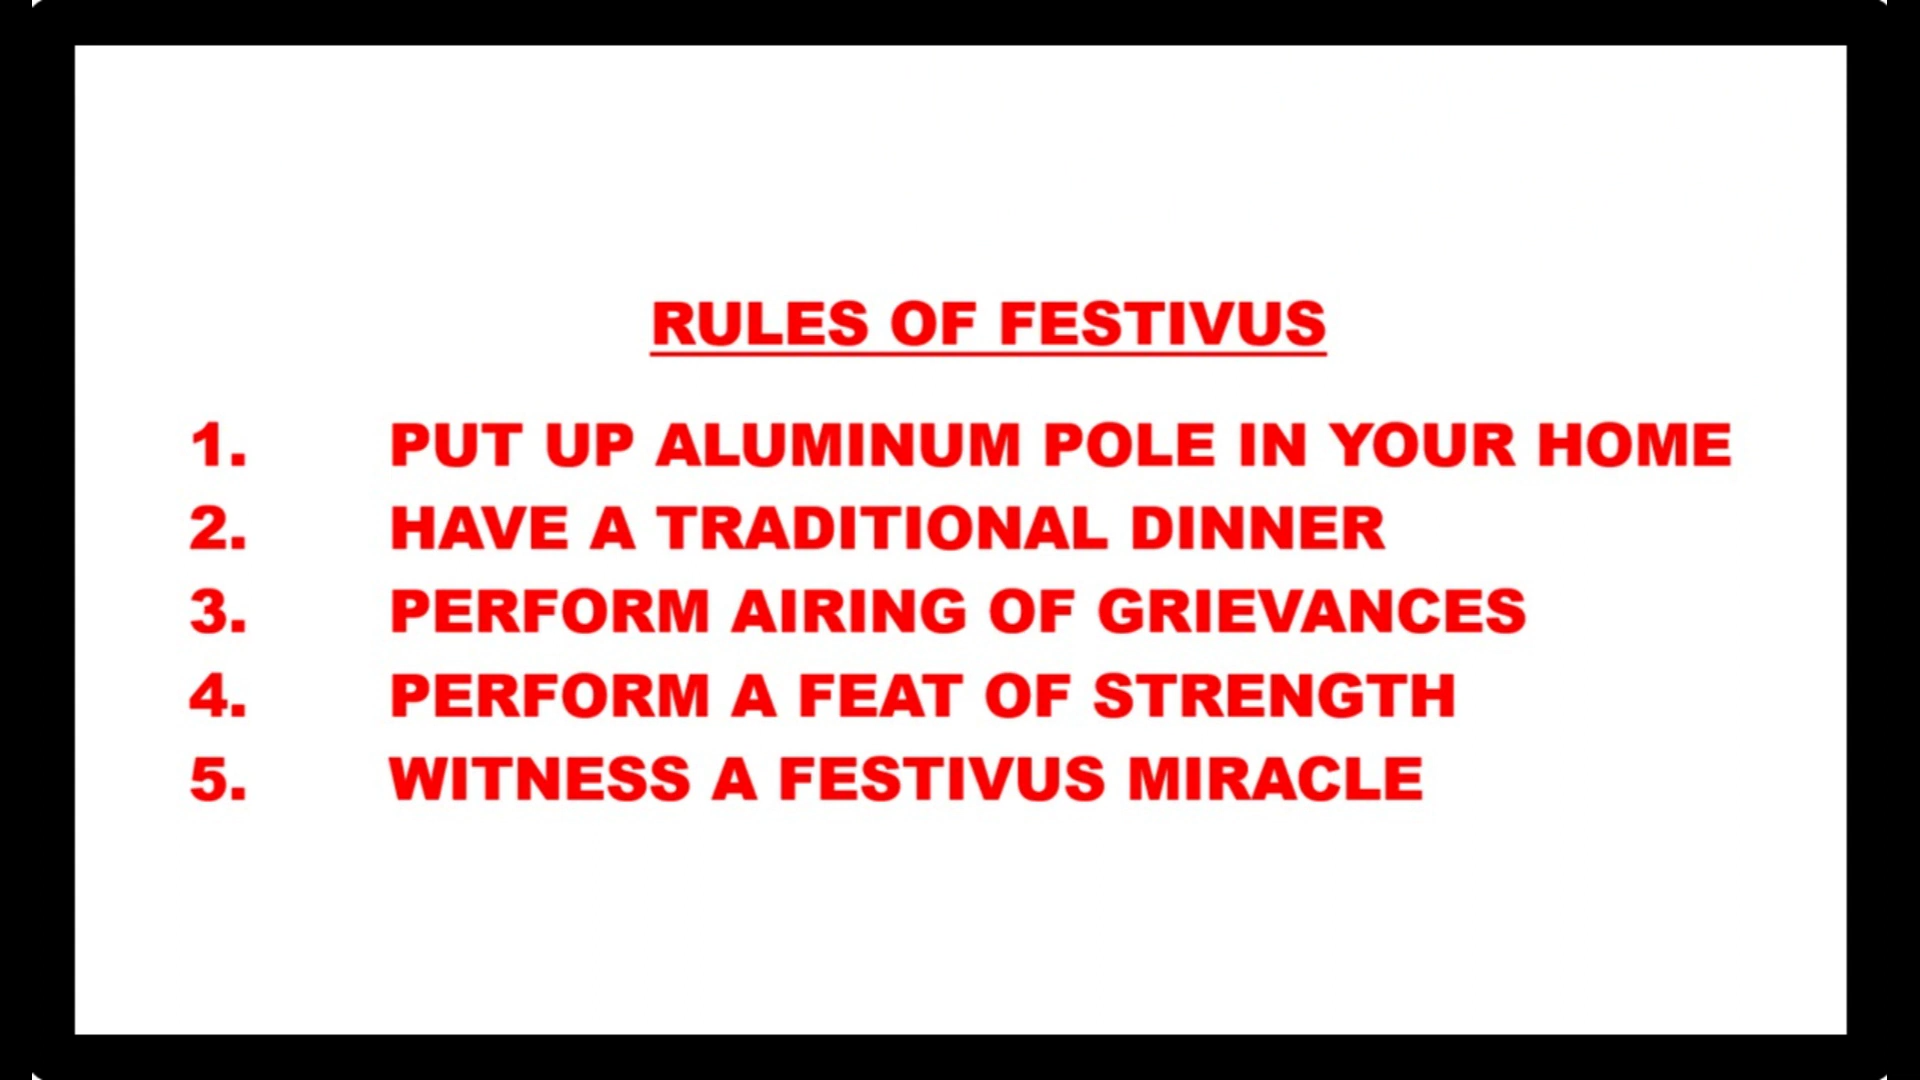 RULES OF FESTIVUS
1. PUT UP ALUMINUM POLE IN YOUR HOME
2. HAVE A TRADITIONAL DINNER
3. PERFORM AIRING OF GRIEVANCES
4. PERFORM A FEAT OF STRENGTH
5. WITNESS A FESTIVUS MIRACLE